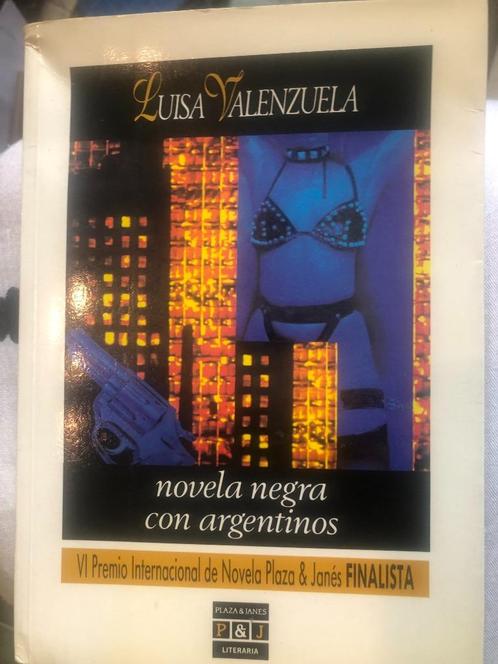 LUISA VALENZUELA
novela negra
con argentinos
VI Premio Internacional de Novela Plaza & Janés FINALISTA
PLAZA & JANES
P & J
LITERARIA